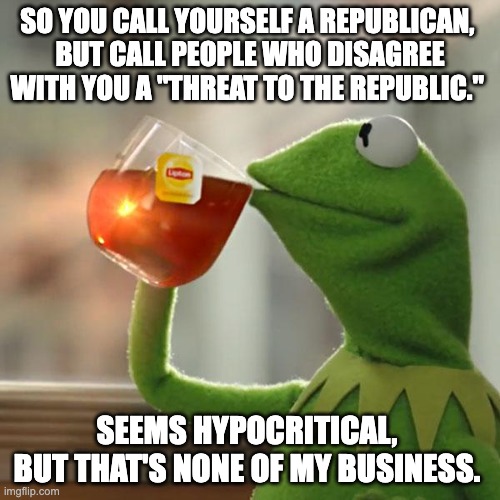 SO YOU CALL YOURSELF A REPUBLICAN,
BUT CALL PEOPLE WHO DISAGREE
WITH YOU A "THREAT TO THE REPUBLIC."
Lipton
SEEMS HYPOCRITICAL,
BUT THAT'S NONE OF MY BUSINESS.
imgflip.com